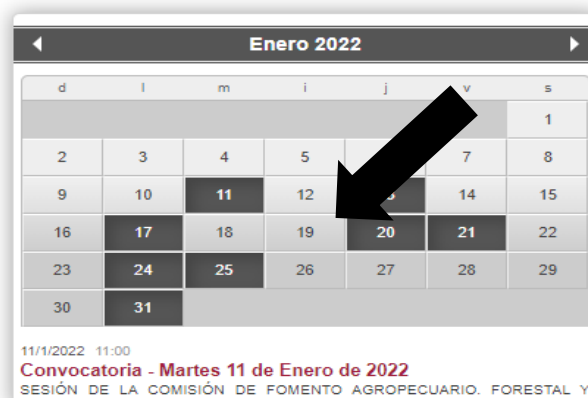 Enero 2022
d l m i j v s
1
2 3 4 5 7 8
9 10 11 12 14 15
16 17 18 19 20 21 22
23 24 25 26 27 28 29
30 31
11/1/2022 11:00
Convocatoria - Martes 11 de Enero de 2022
SESIÓN DE LA COMISIÓN DE FOMENTO AGROPECUARIO, FORESTAL Y